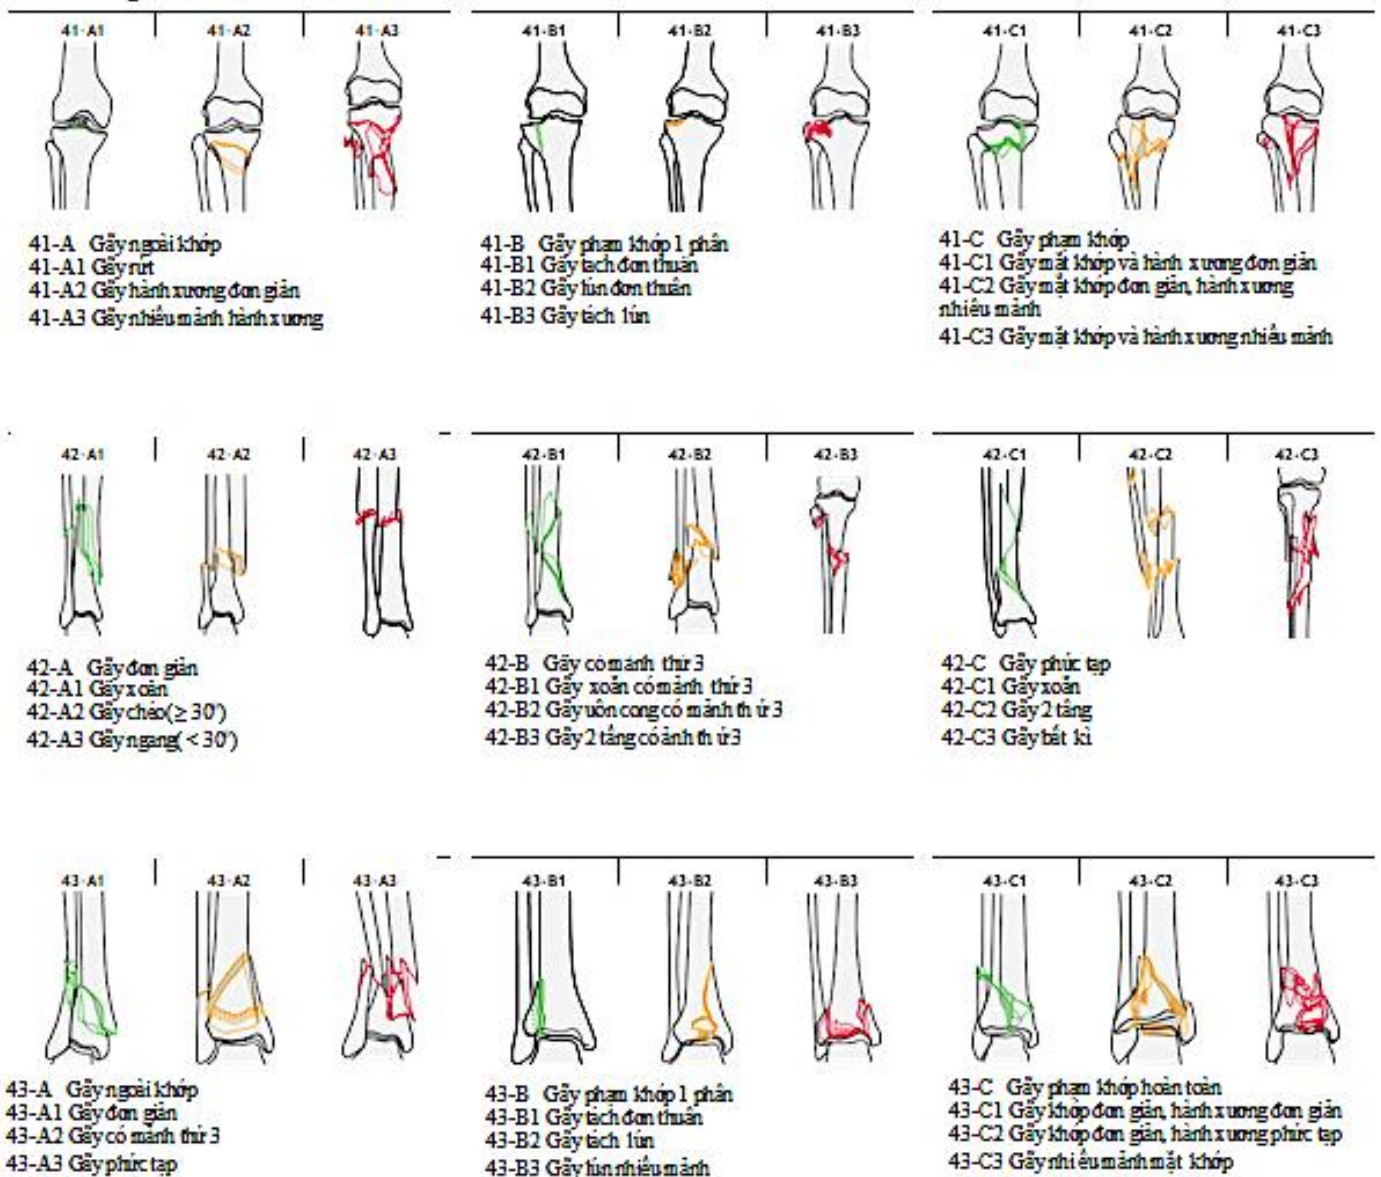 41-A1 41-A2 41-A3
41-A Gãy ngoài khớp
41-A1 Gãy rứt
41-A2 Gãy hành xương đơn giản
41-A3 Gãy nhiều mảnh hành xương
41-B1 41-B2 41-B3
41-B Gãy phạm khớp 1 phần
41-B1 Gãy tách đơn thuần
41-B2 Gãy lún đơn thuần
41-B3 Gãy tách lún
41-C1 41-C2 41-C3
41-C Gãy phạm khớp
41-C1 Gãy mặt khớp và hành xương đơn giản
41-C2 Gãy mặt khớp đơn giản, hành xương
nhiều mảnh
41-C3 Gãy mặt khớp và hành xương nhiều mảnh
42-A1 42-A2 42-A3
42-A Gãy đơn giản
42-A1 Gãy xoắn
42-A2 Gãy chéo(≥ 30°)
42-A3 Gãy ngang( < 30°)
42-B1 42-B2 42-B3
42-B Gãy có mảnh thứ 3
42-B1 Gãy xoắn có mảnh thứ 3
42-B2 Gãy uốn cong có mảnh thứ 3
42-B3 Gãy 2 tầng có ảnh thứ 3
42-C1 42-C2 42-C3
42-C Gãy phức tạp
42-C1 Gãy xoắn
42-C2 Gãy 2 tầng
42-C3 Gãy bất kì
43-A1 43-A2 43-A3
43-A Gãy ngoài khớp
43-A1 Gãy đơn giản
43-A2 Gãy có mảnh thứ 3
43-A3 Gãy phức tạp
43-B1 43-B2 43-B3
43-B Gãy phạm khớp 1 phần
43-B1 Gãy tách đơn thuần
43-B2 Gãy tách lún
43-B3 Gãy lún nhiều mảnh
43-C1 43-C2 43-C3
43-C Gãy phạm khớp hoàn toàn
43-C1 Gãy khớp đơn giản, hành xương đơn giản
43-C2 Gãy khớp đơn giản, hành xương phức tạp
43-C3 Gãy nhiều mảnh mặt khớp